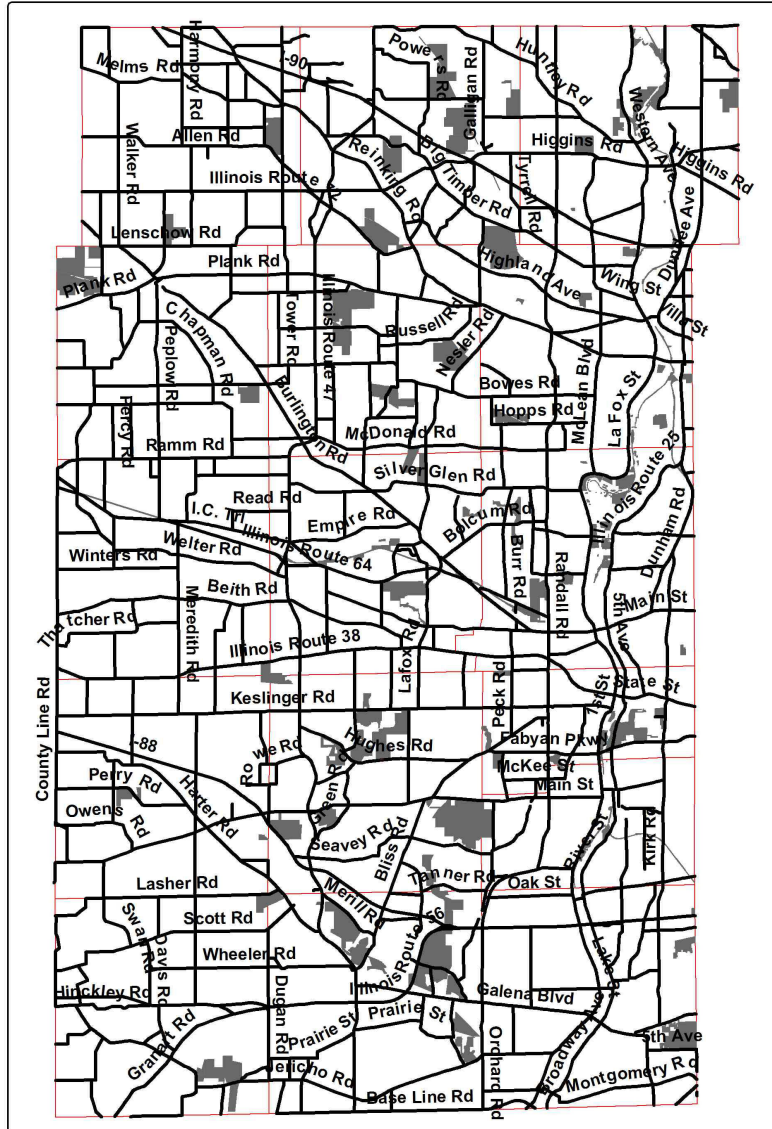 Harmony Rd
Powers Rd
Huntley Rd
Melms Rd
I-90
Galligan Rd
Western Ave
Walker Rd
Allen Rd
Reinking Rd
Big Timber Rd
Higgins Rd
Higgins Rd
Tyrrell Rd
Illinois Route 72
Lenschow Rd
Dundee Ave
Plank Rd
Plank Rd
Highland Ave
Wing St
Villa St
Chapman Rd
Peplow Rd
Tower Rd
Illinois Route 47
Russell Rd
Nesler Rd
McLean Blvd
La Fox St
Bowes Rd
Burlington Rd
Hopps Rd
Percy Rd
Ramm Rd
McDonald Rd
Illinois Route 25
Silver Glen Rd
Read Rd
I.C. Trl
Empire Rd
Bolcum Rd
Dunham Rd
Illinois Route 64
Winters Rd
Welter Rd
Burr Rd
Randall Rd
Beith Rd
Meredith Rd
5th Ave
Main St
Thatcher Rd
Illinois Route 38
Lafox Rd
Peck Rd
1st St
State St
County Line Rd
Keslinger Rd
I-88
Rowe Rd
Hughes Rd
Fabyan Pkwy
Perry Rd
Harter Rd
Green Rd
McKee St
Main St
Owens Rd
Seavey Rd
Bliss Rd
River St
Kirk Rd
Lasher Rd
Merill Rd
Tanner Rd
Oak St
Swan Rd
Scott Rd
Illinois Route 56
Davis Rd
Wheeler Rd
Lake St
Hinckley Rd
Dugan Rd
Galena Blvd
Granart Rd
Prairie St
Prairie St
Orchard Rd
Broadway Ave
5th Ave
Jericho Rd
Base Line Rd
Montgomery Rd